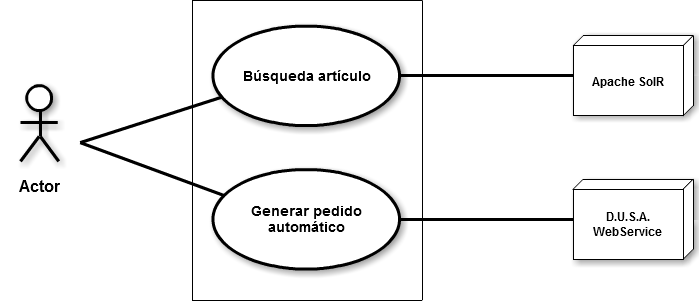 Búsqueda artículo
Apache SolR
Actor
Generar pedido
automático
D.U.S.A.
WebService